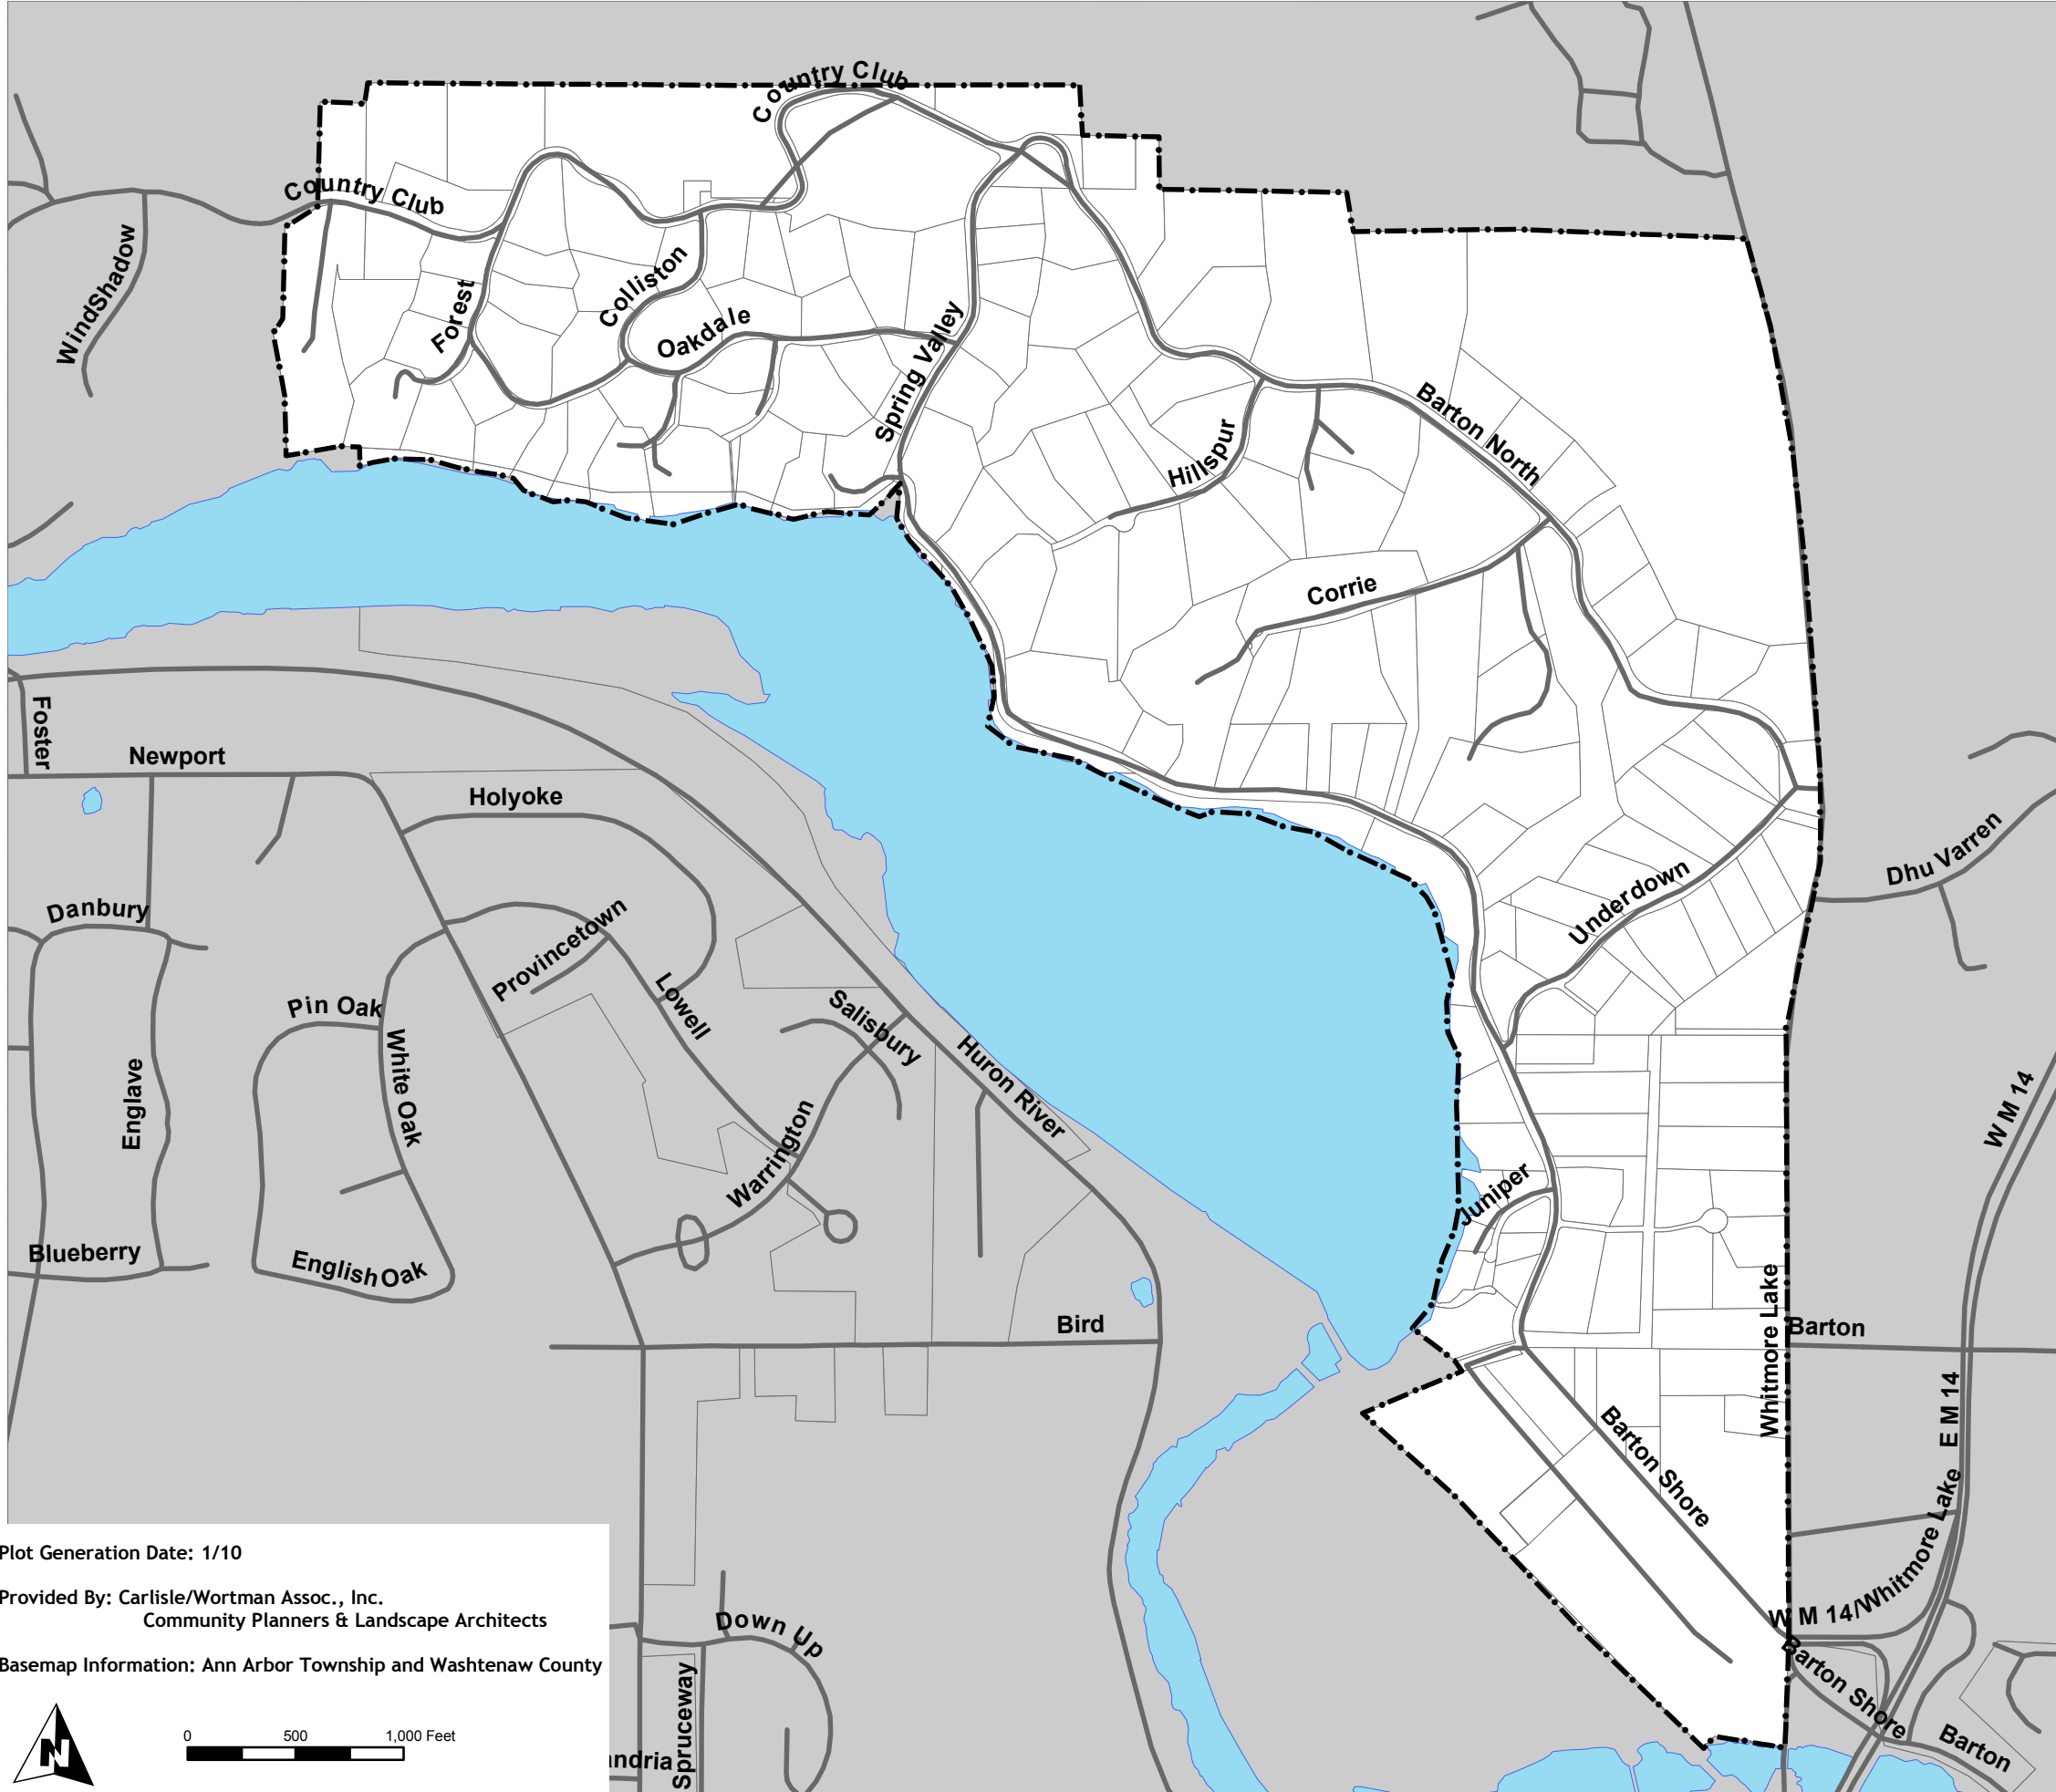 Country Club
Country Club
WindShadow
Forest
Colliston
Oakdale
Spring Valley
Barton North
Hillspur
Corrie
Foster
Newport
Holyoke
Dhu Varren
Underdown
Danbury
Provincetown
Lowell
Pin Oak
Salisbury
White Oak
Huron River
Englave
W M 14
Warrington
Juniper
Blueberry
English Oak
Whitmore Lake
Bird
Barton
E M 14
Barton Shore
W M 14/Whitmore Lake
Plot Generation Date: 1/10
Provided By: Carlisle/Wortman Assoc., Inc.
Community Planners & Landscape Architects
Basemap Information: Ann Arbor Township and Washtenaw County
Down Up
Spruceway
Barton Shore
Barton
N
0 500 1,000 Feet
andria